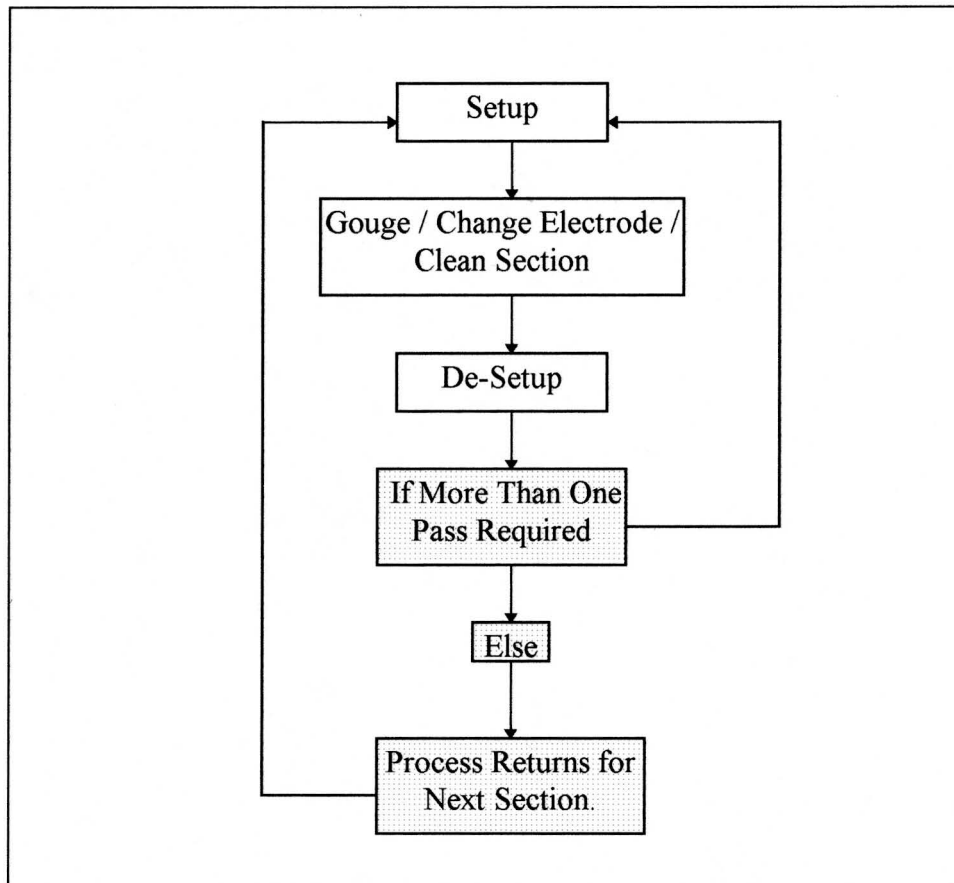 Setup
Gouge / Change Electrode /
Clean Section
De-Setup
If More Than One
Pass Required
Else
Process Returns for
Next Section.